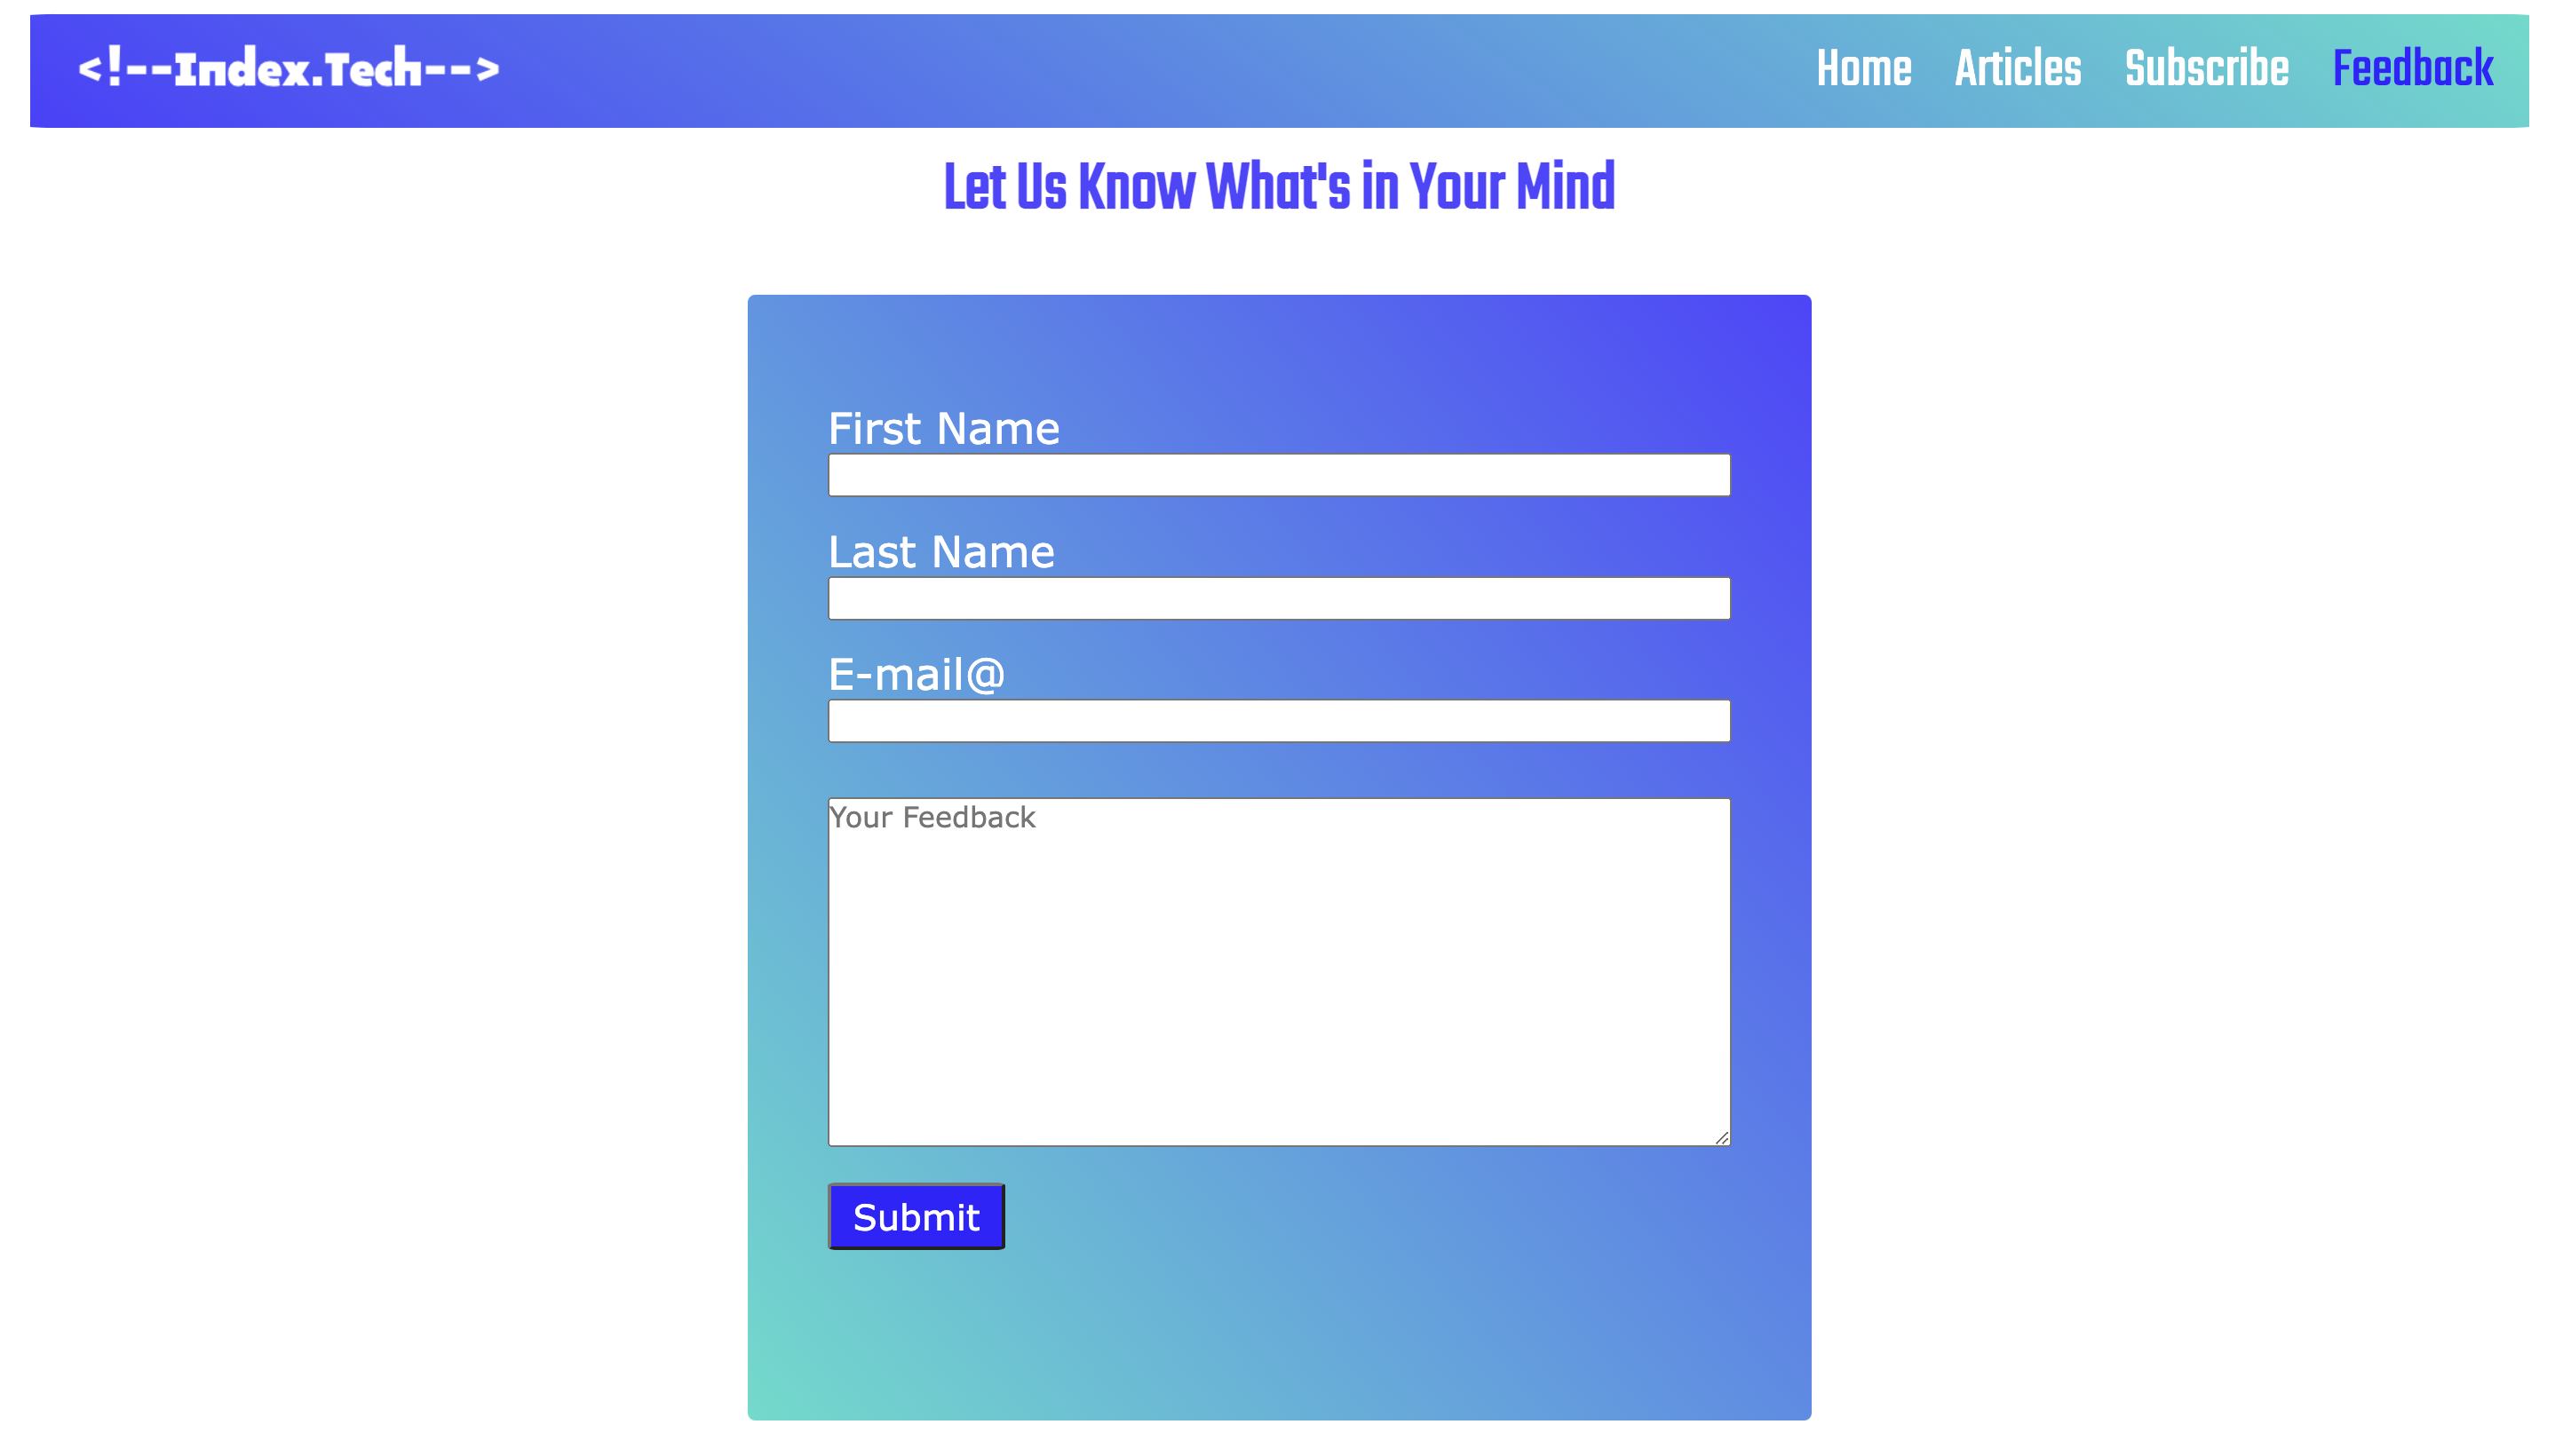 <!--Index.Tech-->
Home Articles Subscribe Feedback
Let Us Know What's in Your Mind
First Name
Last Name
E-mail@
Your Feedback
Submit